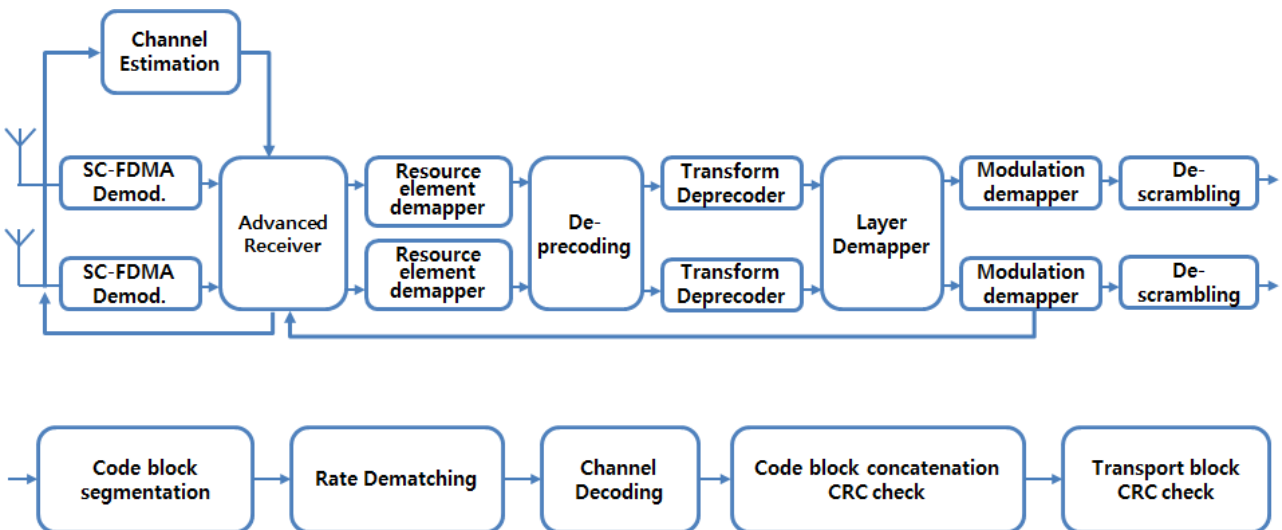 Channel
Estimation
SC-FDMA
Demod.
Advanced
Receiver
Resource
element
demapper
De-
precoding
Transform
Deprecoder
Layer
Demapper
Modulation
demapper
De-
scrambling
SC-FDMA
Demod.
Resource
element
demapper
Transform
Deprecoder
Modulation
demapper
De-
scrambling
Code block
segmentation
Rate Dematching
Channel
Decoding
Code block concatenation
CRC check
Transport block
CRC check